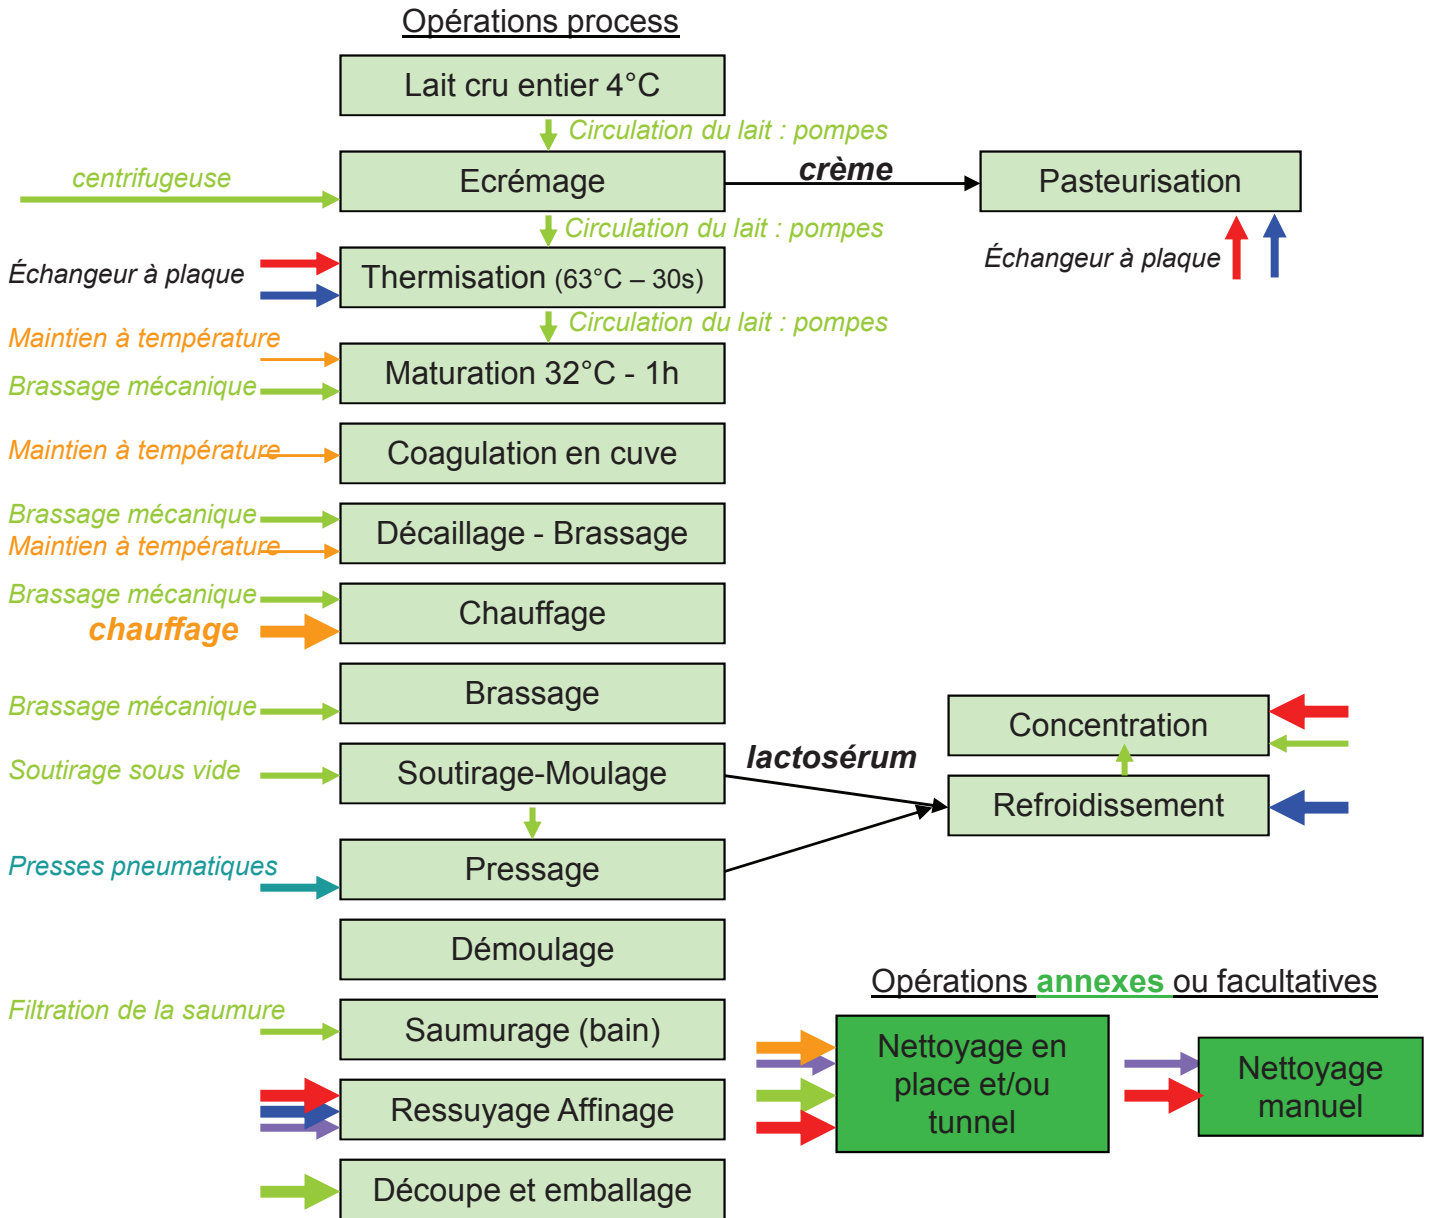 Opérations process
Lait cru entier 4°C
Circulation du lait : pompes
centrifugeuse
Ecrémage
crème
Pasteurisation
Circulation du lait : pompes
Échangeur à plaque
Thermisation (63°C – 30s)
Échangeur à plaque
Circulation du lait : pompes
Maintien à température
Maturation 32°C - 1h
Brassage mécanique
Maintien à température
Coagulation en cuve
Brassage mécanique
Décaillage - Brassage
Maintien à température
Brassage mécanique
Chauffage
chauffage
Brassage
Brassage mécanique
Concentration
Soutirage sous vide
Soutirage-Moulage
lactosérum
Refroidissement
Presses pneumatiques
Pressage
Démoulage
Opérations annexes ou facultatives
Filtration de la saumure
Saumurage (bain)
Nettoyage en
place et/ou
tunnel
Nettoyage
manuel
Ressuyage Affinage
Découpe et emballage